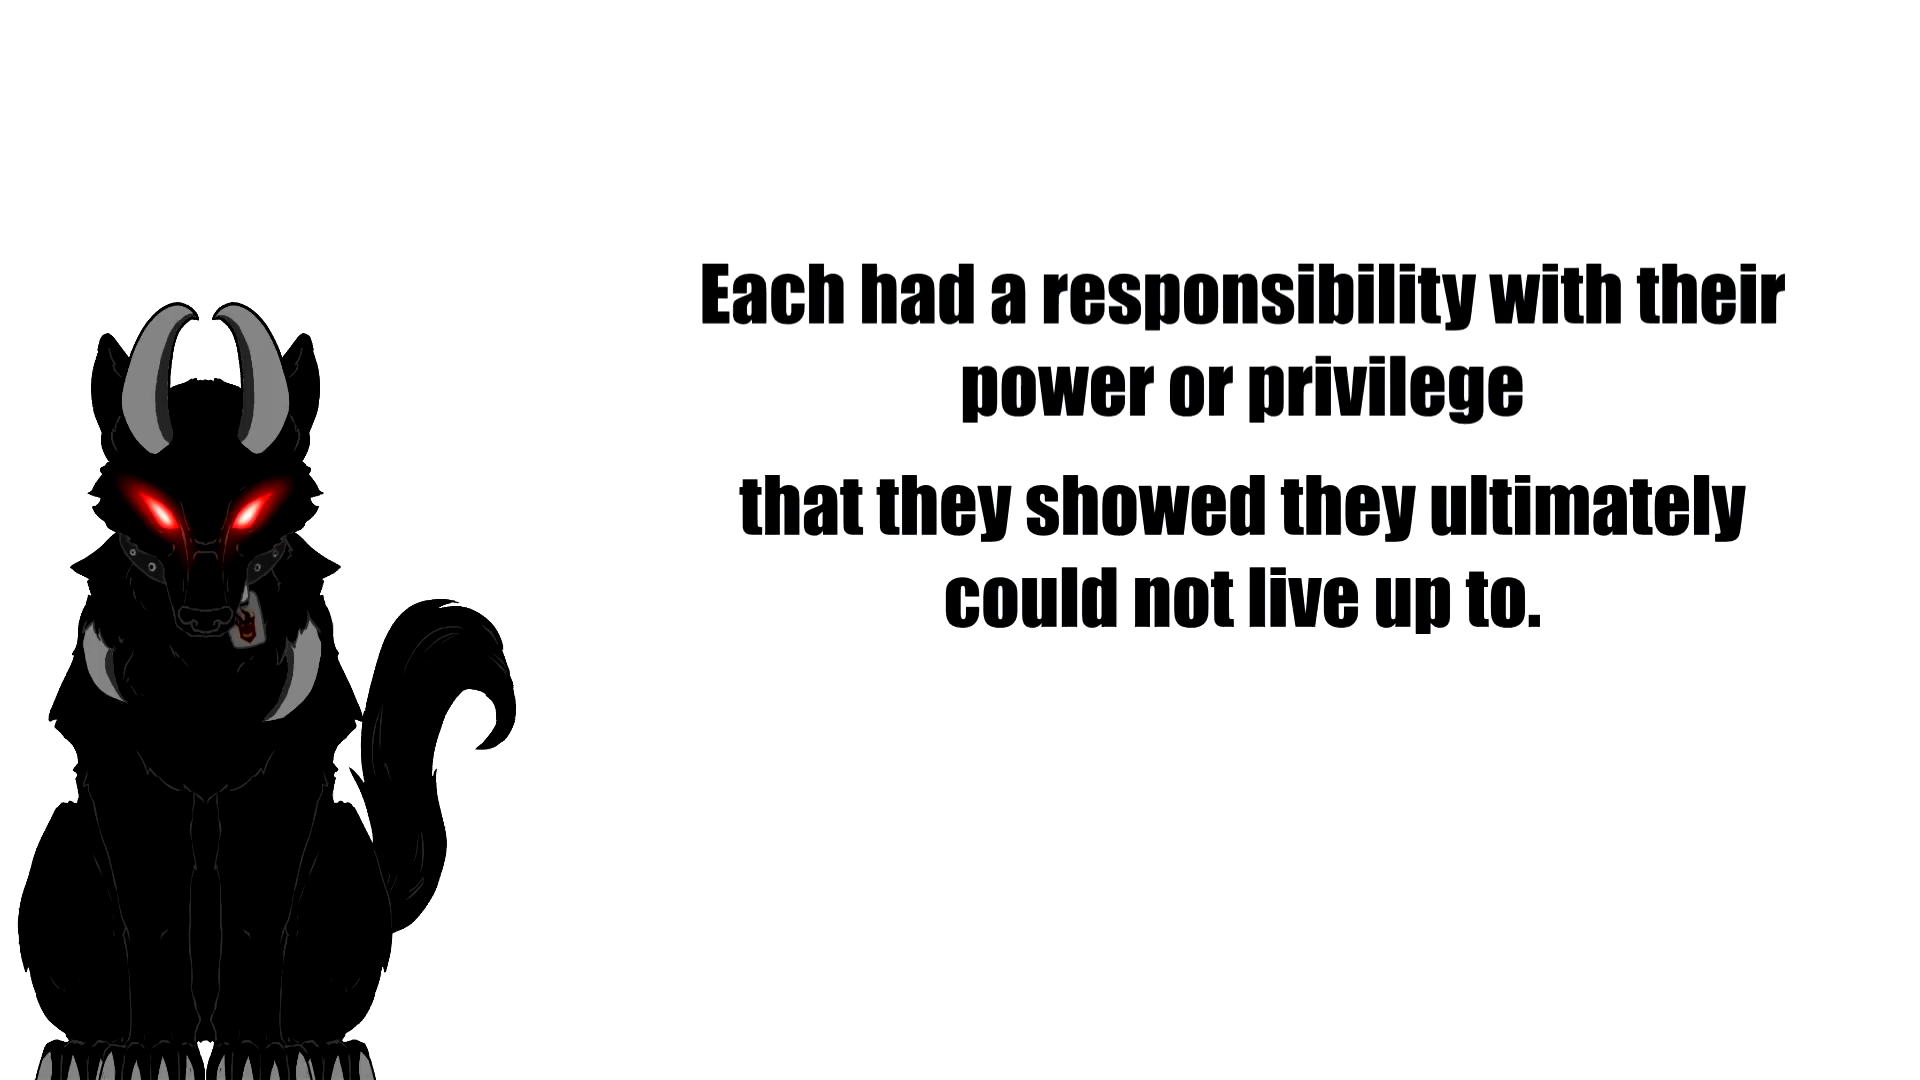 Each had a responsibility with their
power or privilege
that they showed they ultimately
could not live up to.